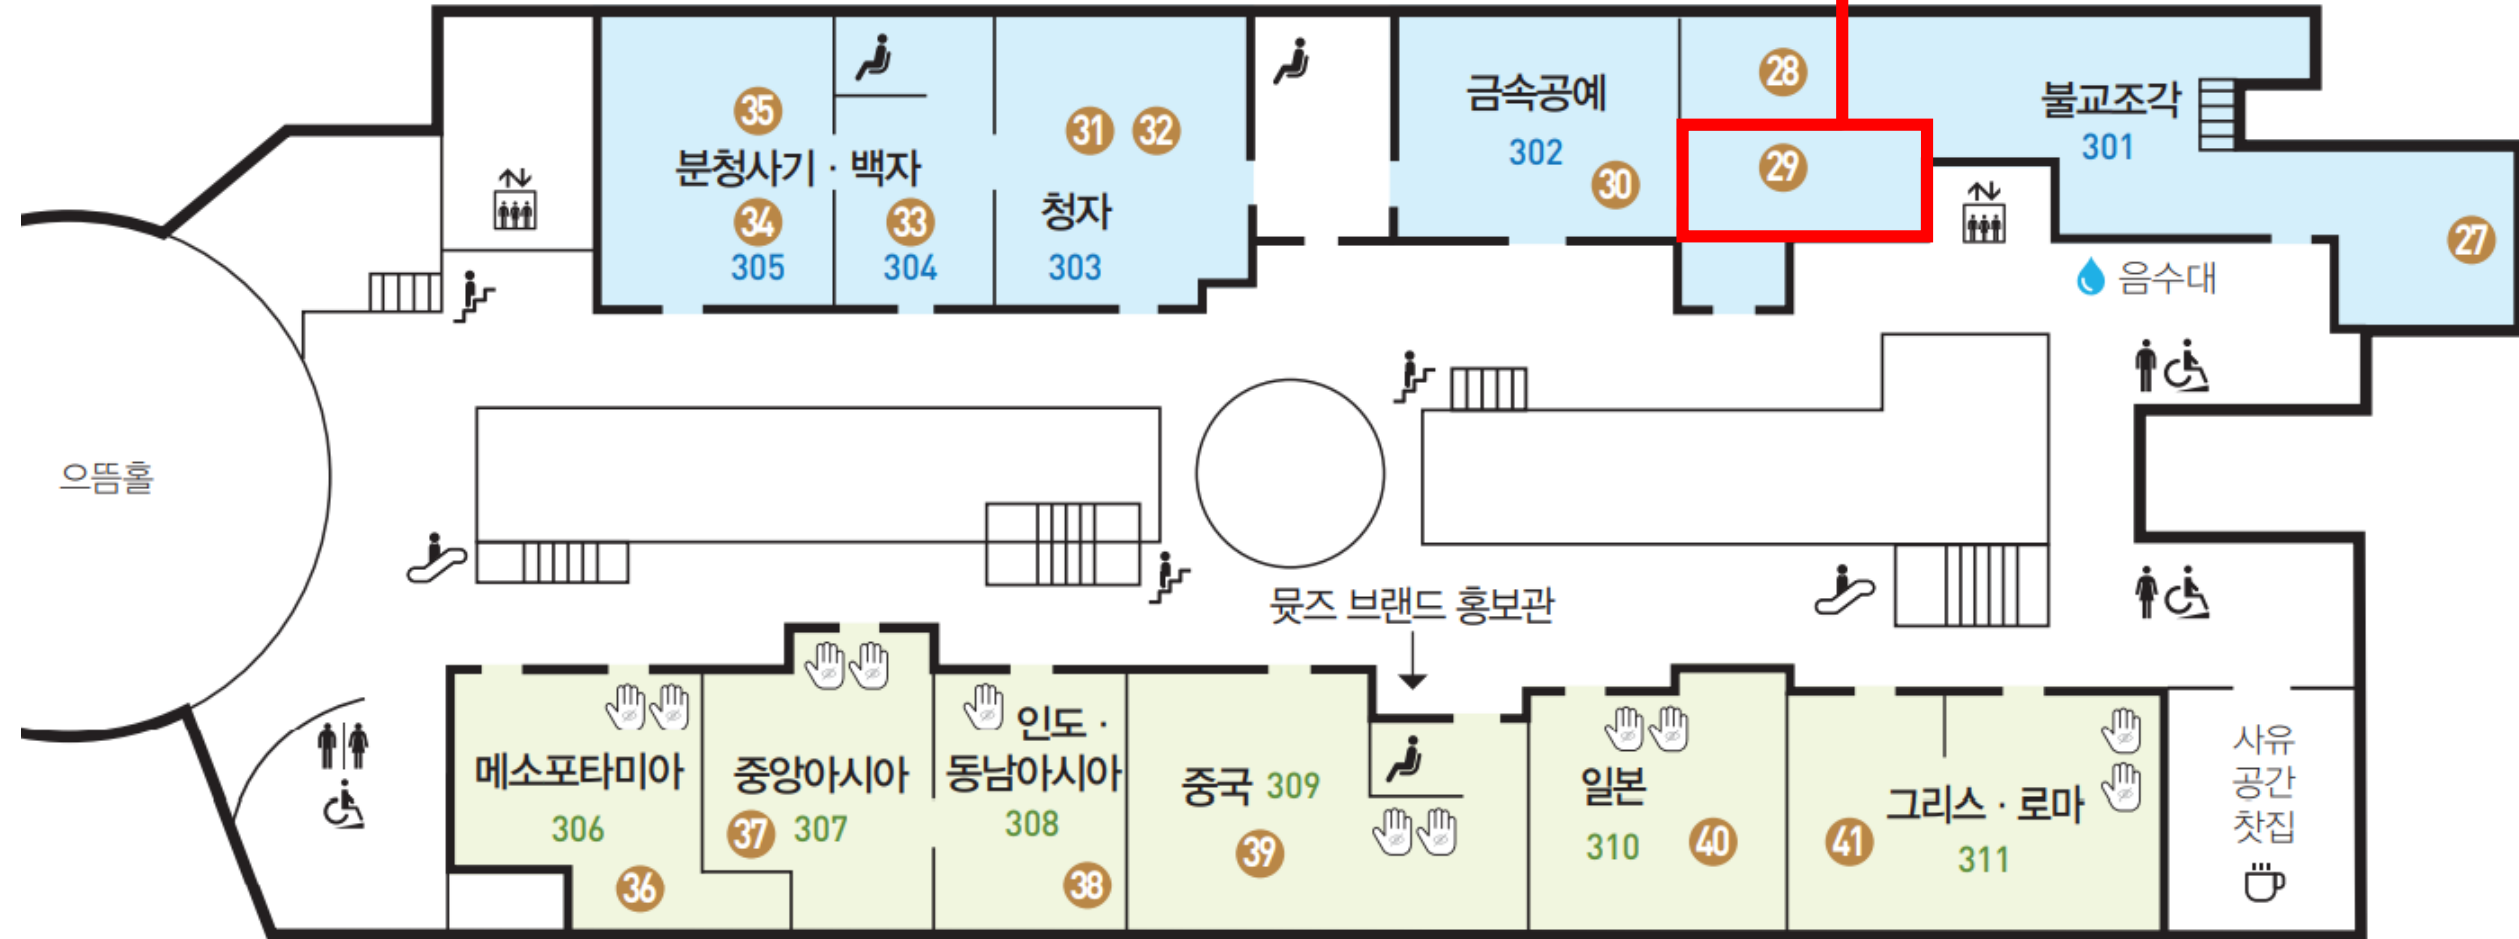 35
31 32
28
29
27
분청사기 · 백자
34
33
305
304
청자
303
금속공예
302
30
불교조각
301
음수대
으뜸홀
뮷즈 브랜드 홍보관
메소포타미아
306
36
중앙아시아
37 307
인도 ·
동남아시아
308
38
중국 309
39
일본
310 40
41 그리스 · 로마
311
사유
공간
찻집